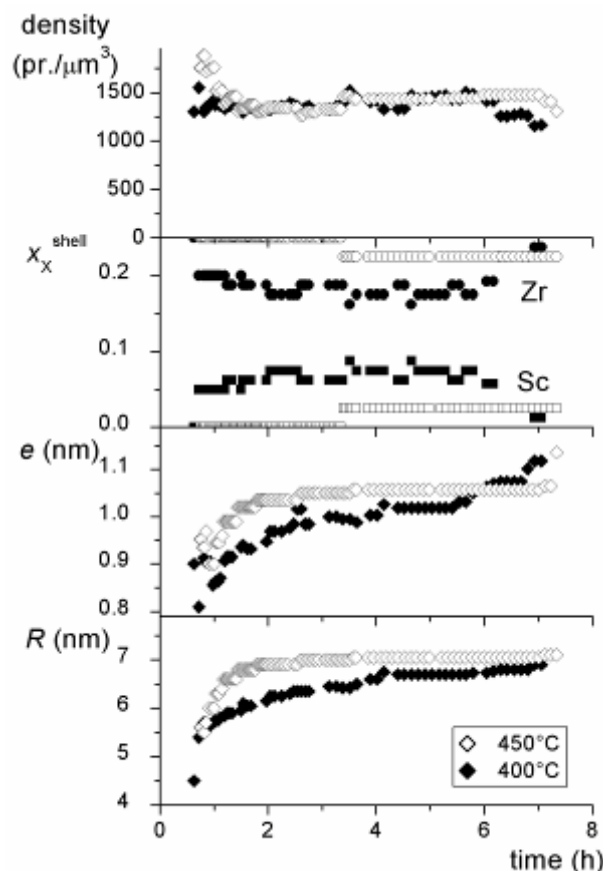 density
(pr./μm³)
1500
1000
500
0
x_X^shell
0.2
0.1
0.0
Zr
Sc
e (nm)
1.1
1.0
0.9
0.8
R (nm)
7
6
5
4
450°C
400°C
0 2 4 6 8
time (h)